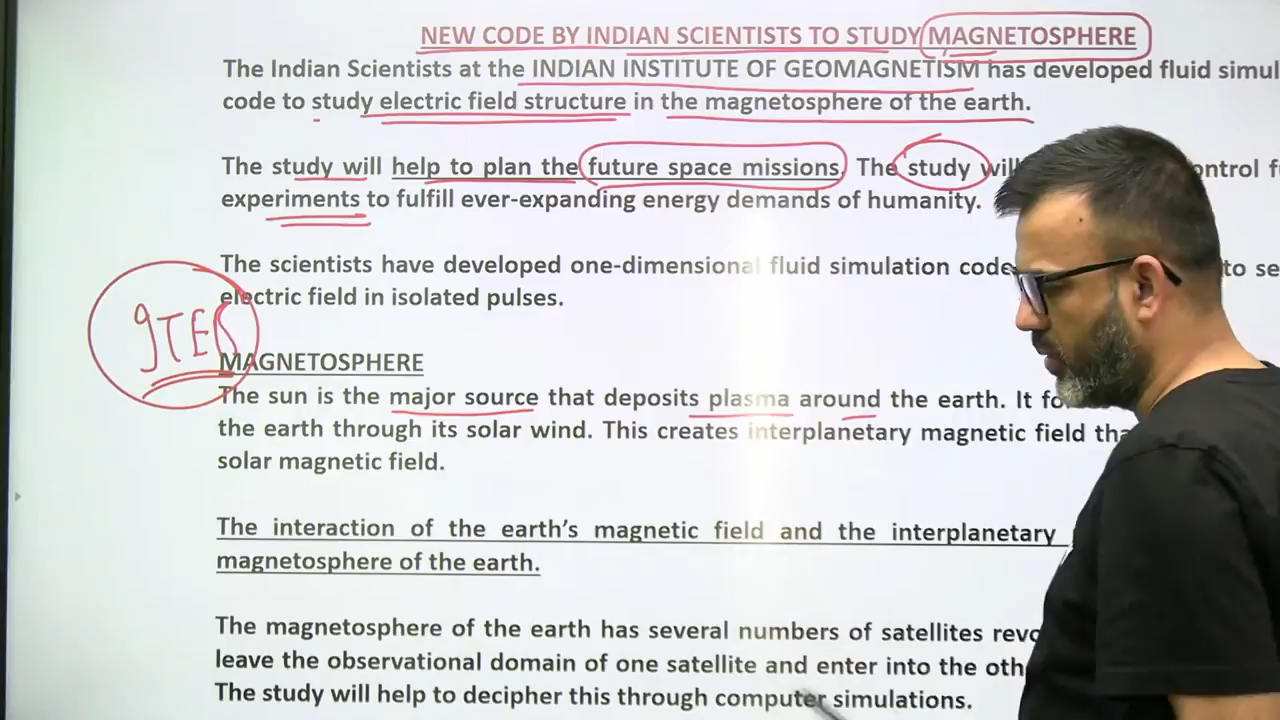 NEW CODE BY INDIAN SCIENTISTS TO STUDY MAGNETOSPHERE
The Indian Scientists at the INDIAN INSTITUTE OF GEOMAGNETISM has developed fluid simul
code to study electric field structure in the magnetosphere of the earth.
The study will help to plan the future space missions. The study will ontrol fu
experiments to fulfill ever-expanding energy demands of humanity.
The scientists have developed one-dimensional fluid simulation code to se
electric field in isolated pulses.
MAGNETOSPHERE
The sun is the major source that deposits plasma around the earth. It fo
the earth through its solar wind. This creates interplanetary magnetic field tha
solar magnetic field.
The interaction of the earth's magnetic field and the interplanetary
magnetosphere of the earth.
The magnetosphere of the earth has several numbers of satellites revo
leave the observational domain of one satellite and enter into the oth
The study will help to decipher this through computer simulations.